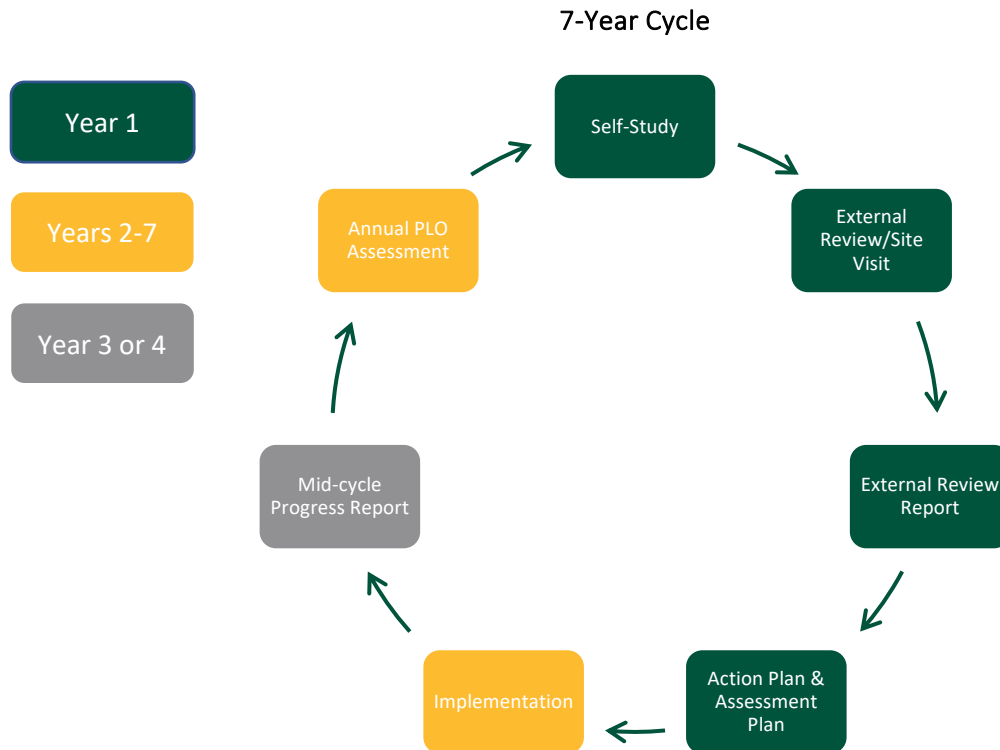 7-Year Cycle
Year 1
Years 2-7
Year 3 or 4
Self-Study
External
Review/Site
Visit
External Review
Report
Action Plan &
Assessment
Plan
Implementation
Mid-cycle
Progress Report
Annual PLO
Assessment